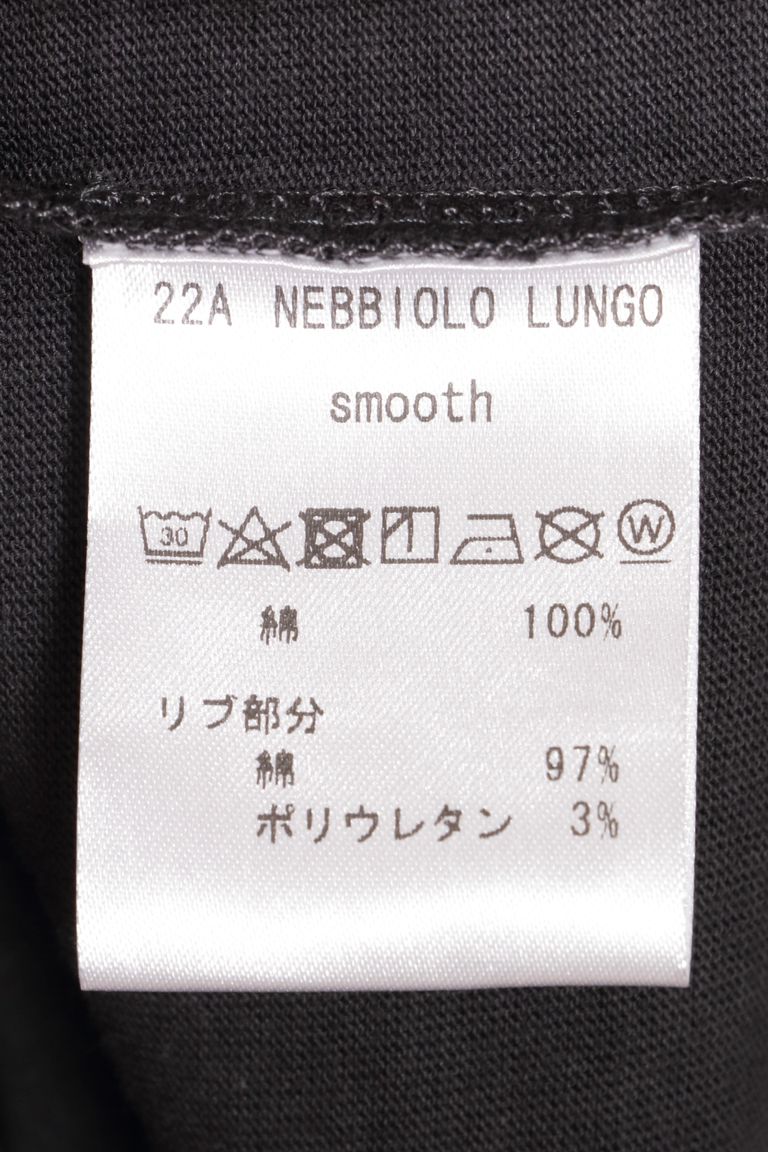 22A NEBBIOLO LUNGO
smooth
30 W
綿 100%
リブ部分
綿 97%
ポリウレタン 3%